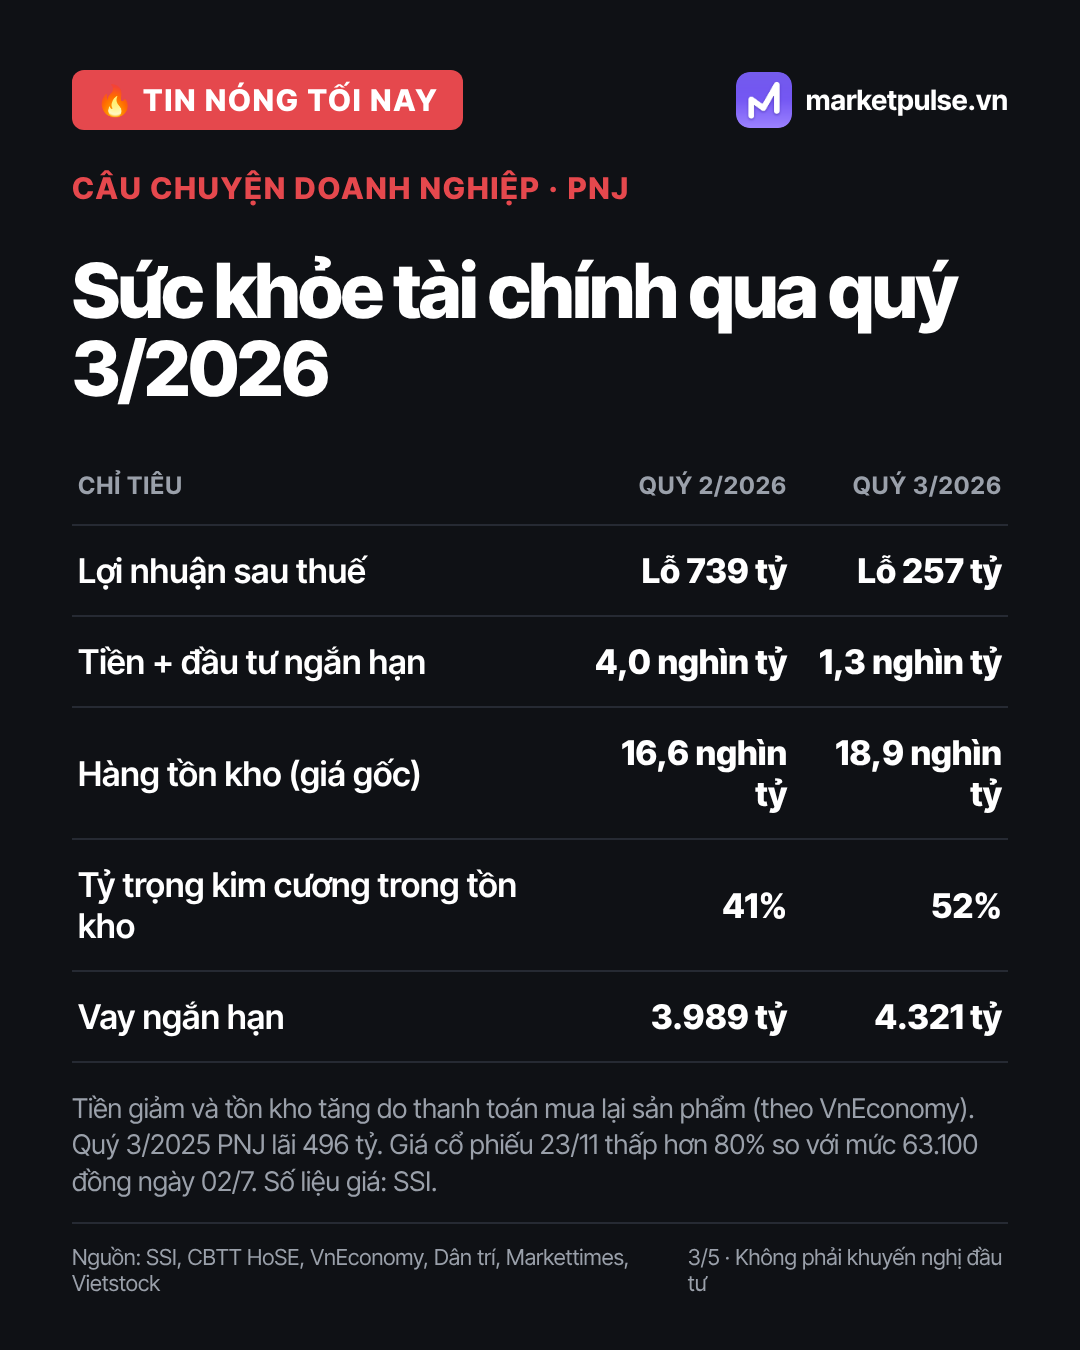 🔥 TIN NÓNG TỐI NAY
marketpulse.vn
CÂU CHUYỆN DOANH NGHIỆP · PNJ
Sức khỏe tài chính qua quý
3/2026
CHỈ TIÊU QUÝ 2/2026 QUÝ 3/2026
Lợi nhuận sau thuế Lỗ 739 tỷ Lỗ 257 tỷ
Tiền + đầu tư ngắn hạn 4,0 nghìn tỷ 1,3 nghìn tỷ
Hàng tồn kho (giá gốc) 16,6 nghìn tỷ 18,9 nghìn tỷ
Tỷ trọng kim cương trong tồn kho 41% 52%
Vay ngắn hạn 3.989 tỷ 4.321 tỷ
Tiền giảm và tồn kho tăng do thanh toán mua lại sản phẩm (theo VnEconomy).
Quý 3/2025 PNJ lãi 496 tỷ. Giá cổ phiếu 23/11 thấp hơn 80% so với mức 63.100
đồng ngày 02/7. Số liệu giá: SSI.
Nguồn: SSI, CBTT HoSE, VnEconomy, Dân trí, Markettimes,
Vietstock
3/5 · Không phải khuyến nghị đầu
tư